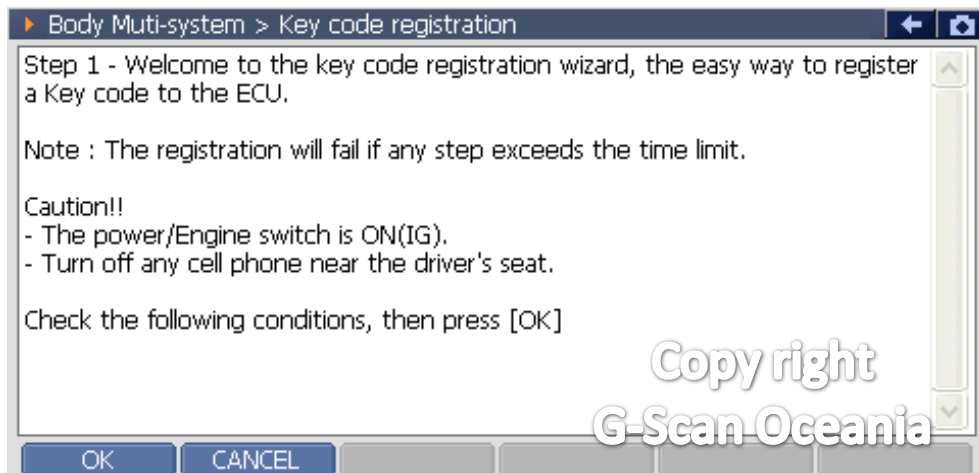 Body Muti-system > Key code registration
Step 1 - Welcome to the key code registration wizard, the easy way to register
a Key code to the ECU.
Note : The registration will fail if any step exceeds the time limit.
Caution!!
- The power/Engine switch is ON(IG).
- Turn off any cell phone near the driver's seat.
Check the following conditions, then press [OK]
Copy right
G-Scan Oceania
OK CANCEL